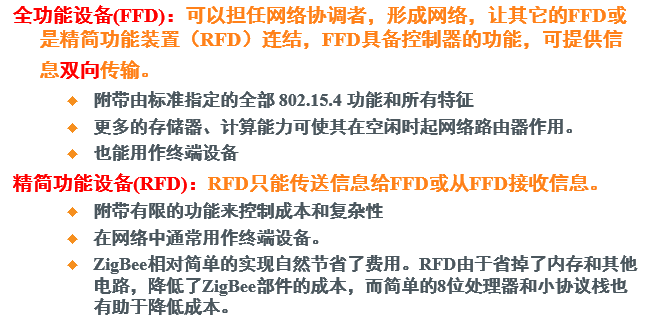 全功能设备(FFD)：可以担任网络协调者，形成网络，让其它的FFD或
是精简功能装置（RFD）连结，FFD具备控制器的功能，可提供信
息双向传输。
◆ 附带由标准指定的全部 802.15.4 功能和所有特征
◆ 更多的存储器、计算能力可使其在空闲时起网络路由器作用。
◆ 也能用作终端设备
精简功能设备(RFD)：RFD只能传送信息给FFD或从FFD接收信息。
◆ 附带有限的功能来控制成本和复杂性
◆ 在网络中通常用作终端设备。
◆ ZigBee相对简单的实现自然节省了费用。RFD由于省掉了内存和其他
电路，降低了ZigBee部件的成本，而简单的8位处理器和小协议栈也
有助于降低成本。